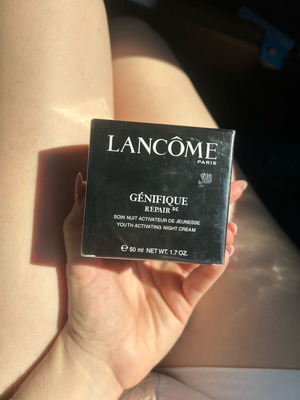 LANCÔME
PARIS
GÉNIFIQUE
REPAIR SC
SOIN NUIT ACTIVATEUR DE JEUNESSE
YOUTH ACTIVATING NIGHT CREAM
℮ 50 ml NET WT. 1.7 OZ.